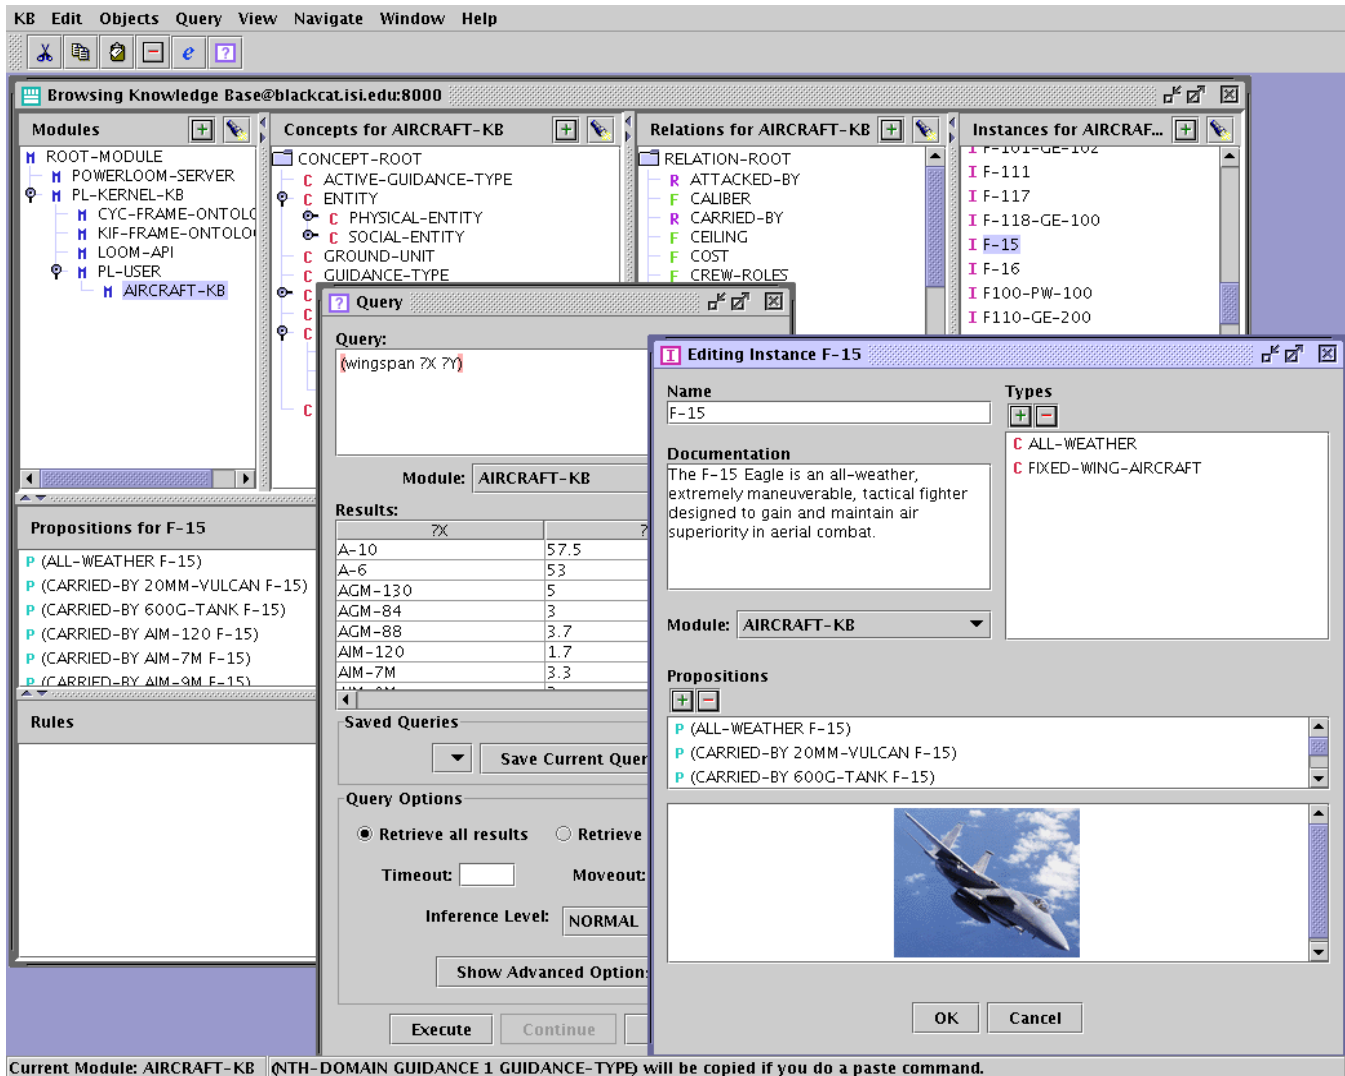 KB Edit Objects Query View Navigate Window Help
Browsing Knowledge Base@blackcat.isi.edu:8000
Modules
ROOT-MODULE
POWERLOOM-SERVER
PL-KERNEL-KB
CYC-FRAME-ONTOLO
KIF-FRAME-ONTOLO
LOOM-API
PL-USER
AIRCRAFT-KB
Concepts for AIRCRAFT-KB
CONCEPT-ROOT
C ACTIVE-GUIDANCE-TYPE
C ENTITY
C PHYSICAL-ENTITY
C SOCIAL-ENTITY
C GROUND-UNIT
C GUIDANCE-TYPE
C
C
C
C
Relations for AIRCRAFT-KB
RELATION-ROOT
R ATTACKED-BY
F CALIBER
R CARRIED-BY
F CEILING
F COST
F CREW-ROLES
Instances for AIRCRAF...
I F-101-GE-102
I F-111
I F-117
I F-118-GE-100
I F-15
I F-16
I F100-PW-100
I F110-GE-200
Propositions for F-15
P (ALL-WEATHER F-15)
P (CARRIED-BY 20MM-VULCAN F-15)
P (CARRIED-BY 600G-TANK F-15)
P (CARRIED-BY AIM-120 F-15)
P (CARRIED-BY AIM-7M F-15)
P (CARRIED-BY AIM-9M F-15)
Rules
? Query
Query:
(wingspan ?X ?Y)
Module: AIRCRAFT-KB
Results:
?X ?
A-10 57.5
A-6 53
AGM-130 5
AGM-84 3
AGM-88 3.7
AIM-120 1.7
AIM-7M 3.3
Saved Queries
Save Current Quer
Query Options
Retrieve all results Retrieve
Timeout: Moveout:
Inference Level: NORMAL
Show Advanced Option
Execute Continue
I Editing Instance F-15
Name
F-15
Documentation
The F-15 Eagle is an all-weather,
extremely maneuverable, tactical fighter
designed to gain and maintain air
superiority in aerial combat.
Module: AIRCRAFT-KB
Types
C ALL-WEATHER
C FIXED-WING-AIRCRAFT
Propositions
P (ALL-WEATHER F-15)
P (CARRIED-BY 20MM-VULCAN F-15)
P (CARRIED-BY 600G-TANK F-15)
OK Cancel
Current Module: AIRCRAFT-KB (NTH-DOMAIN GUIDANCE 1 GUIDANCE-TYPE) will be copied if you do a paste command.